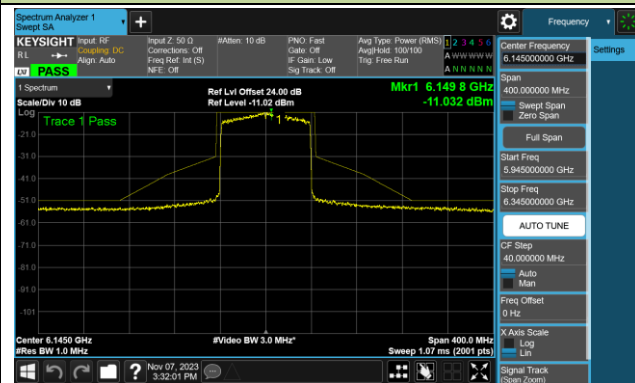 Spectrum Analyzer 1
Swept SA
Frequency
KEYSIGHT
Input: RF
Coupling: DC
Align: Auto
Input Z: 50 Ω
Corrections: Off
Freq Ref: Int (S)
NFE: Off
#Atten: 10 dB
PNO: Fast
Gate: Off
IF Gain: Low
Sig Track: Off
Avg Type: Power (RMS)
Avg|Hold: 100/100
Trig: Free Run
1 2 3 4 5 6
A W W W W W
A N N N N N
R L
LXI PASS
1 Spectrum
Scale/Div 10 dB
Log
Ref Lvl Offset 24.00 dB
Ref Level -11.02 dBm
Mkr1 6.149 8 GHz
-11.032 dBm
Trace 1 Pass
1
-21.0
-31.0
-41.0
-51.0
-61.0
-71.0
-81.0
-91.0
-101
Center 6.1450 GHz
#Res BW 1.0 MHz
#Video BW 3.0 MHz*
Span 400.0 MHz
Sweep 1.07 ms (2001 pts)
Center Frequency
6.145000000 GHz
Settings
Span
400.000000 MHz
Swept Span
Zero Span
Full Span
Start Freq
5.945000000 GHz
Stop Freq
6.345000000 GHz
AUTO TUNE
CF Step
40.000000 MHz
Auto
Man
Freq Offset
0 Hz
X Axis Scale
Log
Lin
Signal Track
(Span Zoom)
Nov 07, 2023
3:32:01 PM